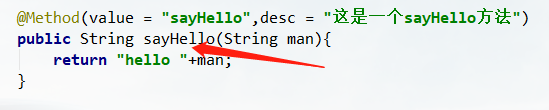 @Method(value = "sayHello",desc = "这是一个sayHello方法")
public String sayHello(String man){
    return "hello "+man;
}